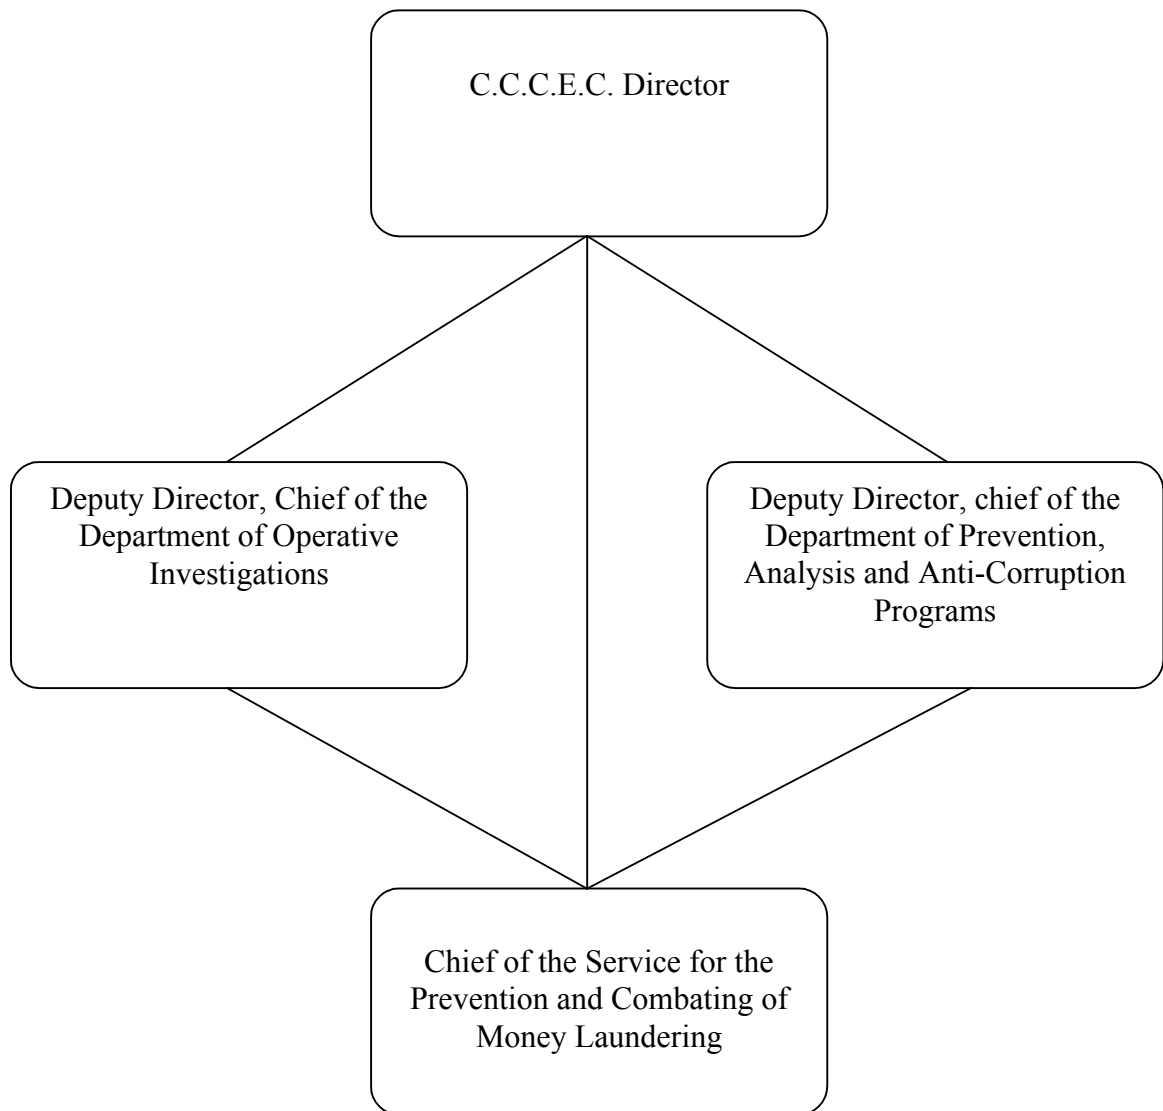 C.C.C.E.C. Director
Deputy Director, Chief of the
Department of Operative
Investigations
Deputy Director, chief of the
Department of Prevention,
Analysis and Anti-Corruption
Programs
Chief of the Service for the
Prevention and Combating of
Money Laundering